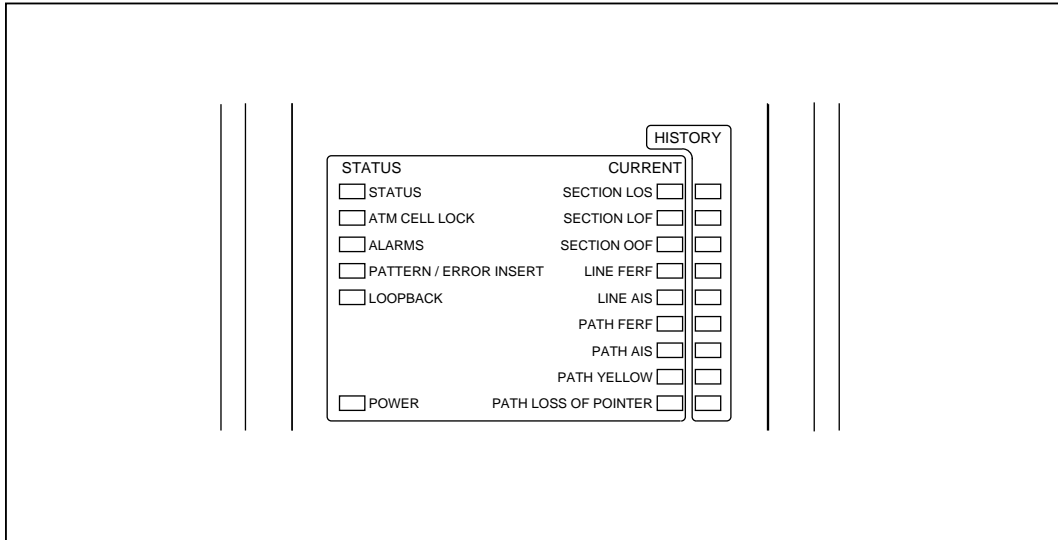 HISTORY
STATUS CURRENT
STATUS SECTION LOS
ATM CELL LOCK SECTION LOF
ALARMS SECTION OOF
PATTERN / ERROR INSERT LINE FERF
LOOPBACK LINE AIS
PATH FERF
PATH AIS
PATH YELLOW
POWER PATH LOSS OF POINTER